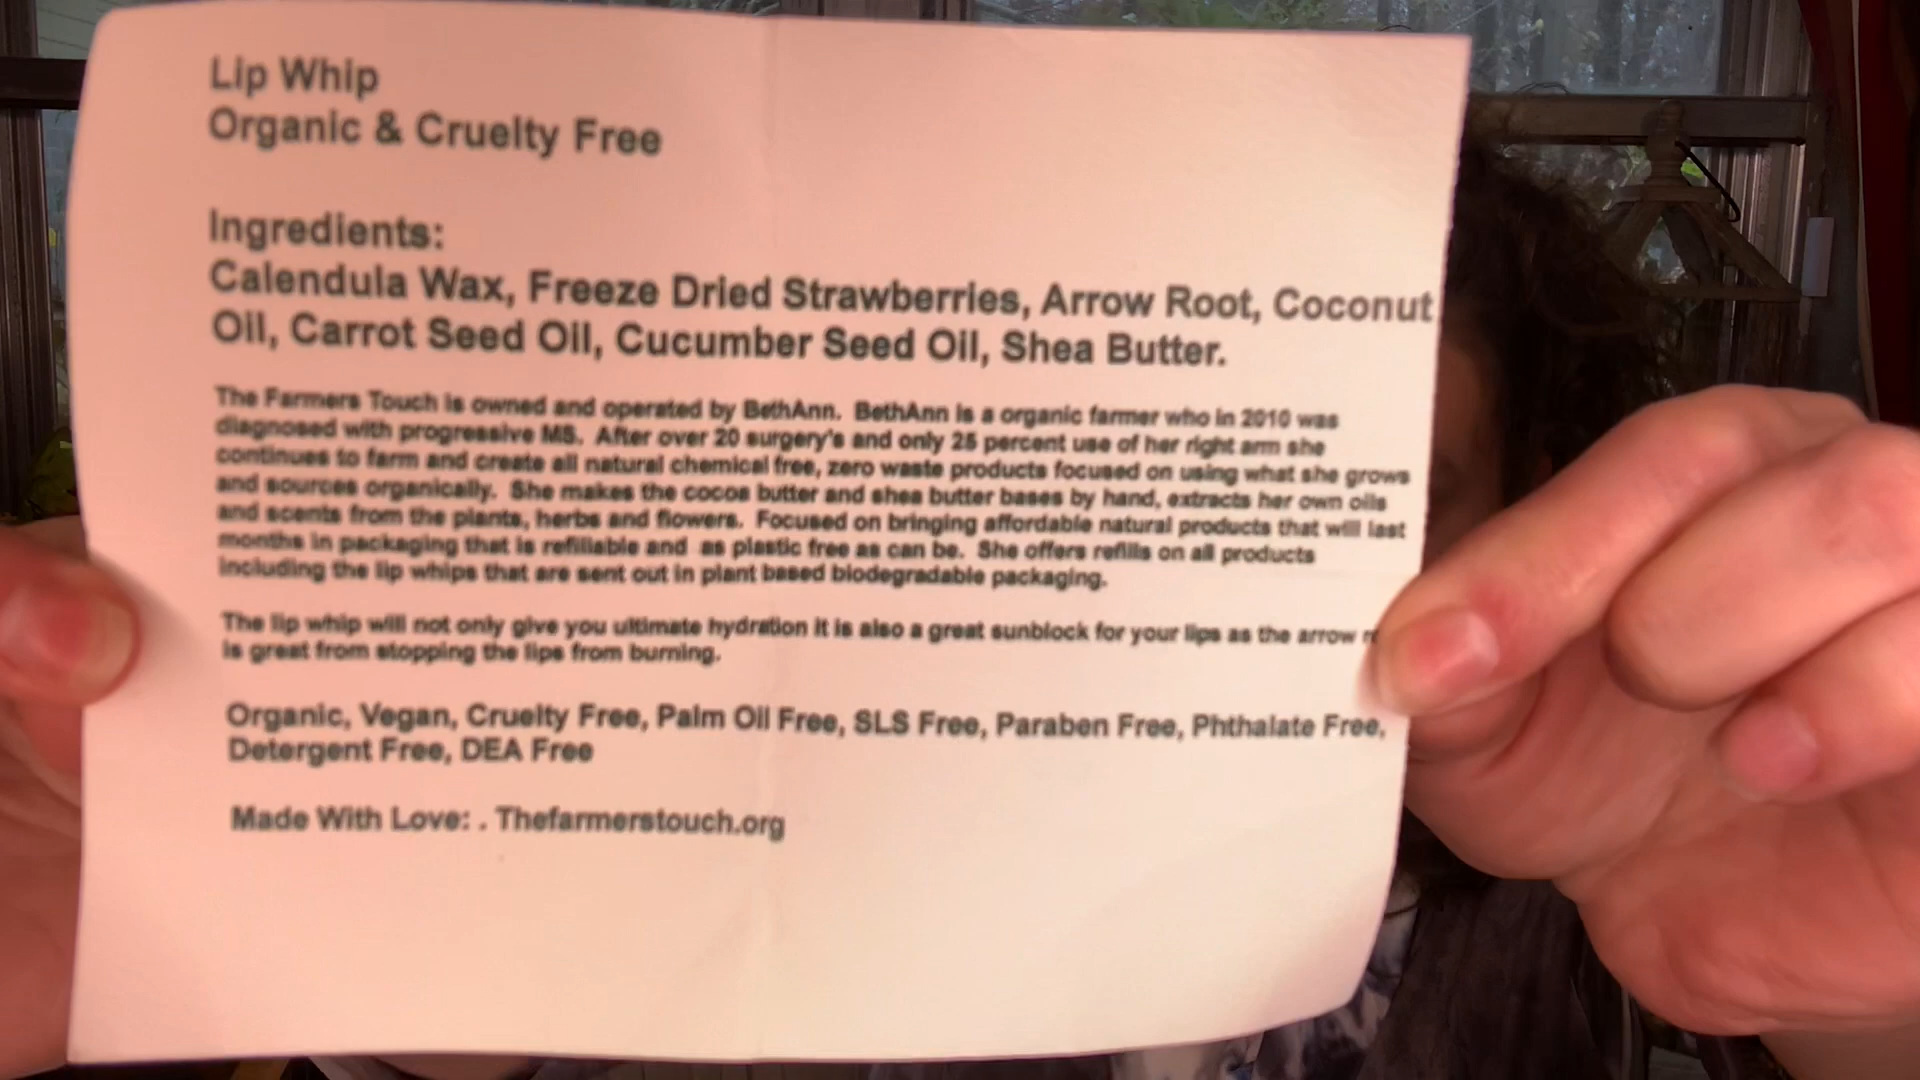 Lip Whip
Organic & Cruelty Free
Ingredients:
Calendula Wax, Freeze Dried Strawberries, Arrow Root, Coconut
Oil, Carrot Seed Oil, Cucumber Seed Oil, Shea Butter.
The Farmers Touch is owned and operated by BethAnn. BethAnn is a organic farmer who in 2010 was
diagnosed with progressive MS. After over 20 surgery's and only 25 percent use of her right arm she
continues to farm and create all natural chemical free, zero waste products focused on using what she grows
and sources organically. She makes the cocoa butter and shea butter bases by hand, extracts her own oils
and scents from the plants, herbs and flowers. Focused on bringing affordable natural products that will last
months in packaging that is refillable and as plastic free as can be. She offers refills on all products
including the lip whips that are sent out in plant based biodegradable packaging.
The lip whip will not only give you ultimate hydration it is also a great sunblock for your lips as the arrow
is great from stopping the lips from burning.
Organic, Vegan, Cruelty Free, Palm Oil Free, SLS Free, Paraben Free, Phthalate Free,
Detergent Free, DEA Free
Made With Love: . Thefarmerstouch.org